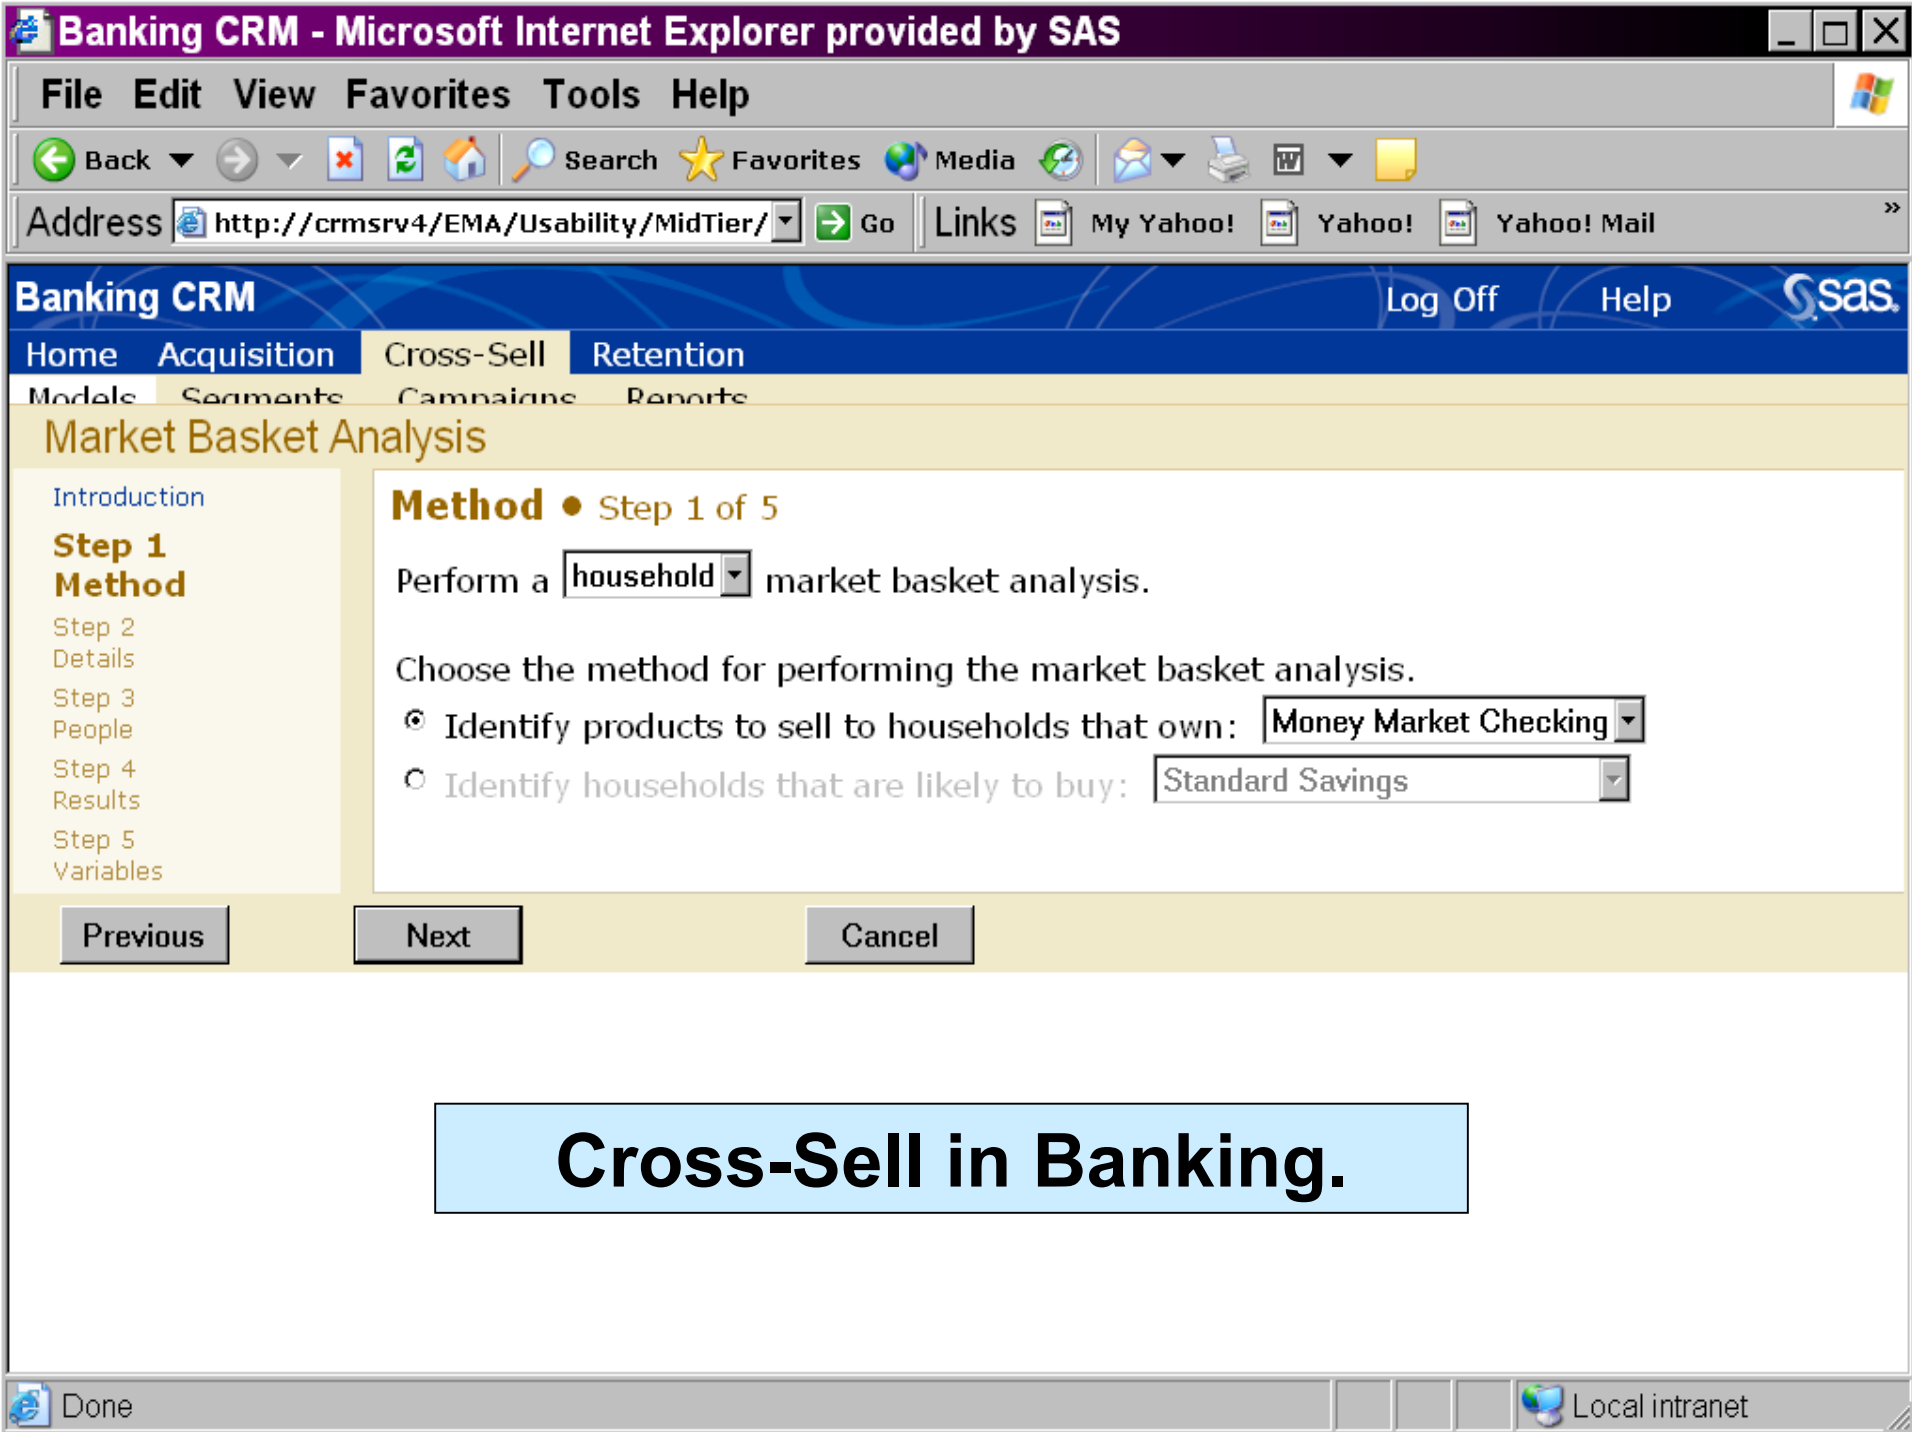 Banking CRM - Microsoft Internet Explorer provided by SAS
File Edit View Favorites Tools Help
Back Search Favorites Media
Address http://crmsrv4/EMA/Usability/MidTier/ Go Links My Yahoo! Yahoo! Yahoo! Mail »
Banking CRM Log Off Help sas.
Home Acquisition Cross-Sell Retention
Models Segments Campaigns Reports
Market Basket Analysis
Introduction
Step 1
Method
Step 2
Details
Step 3
People
Step 4
Results
Step 5
Variables
Method • Step 1 of 5
Perform a household market basket analysis.
Choose the method for performing the market basket analysis.
Identify products to sell to households that own: Money Market Checking
Identify households that are likely to buy: Standard Savings
Previous Next Cancel
Cross-Sell in Banking.
Done Local intranet